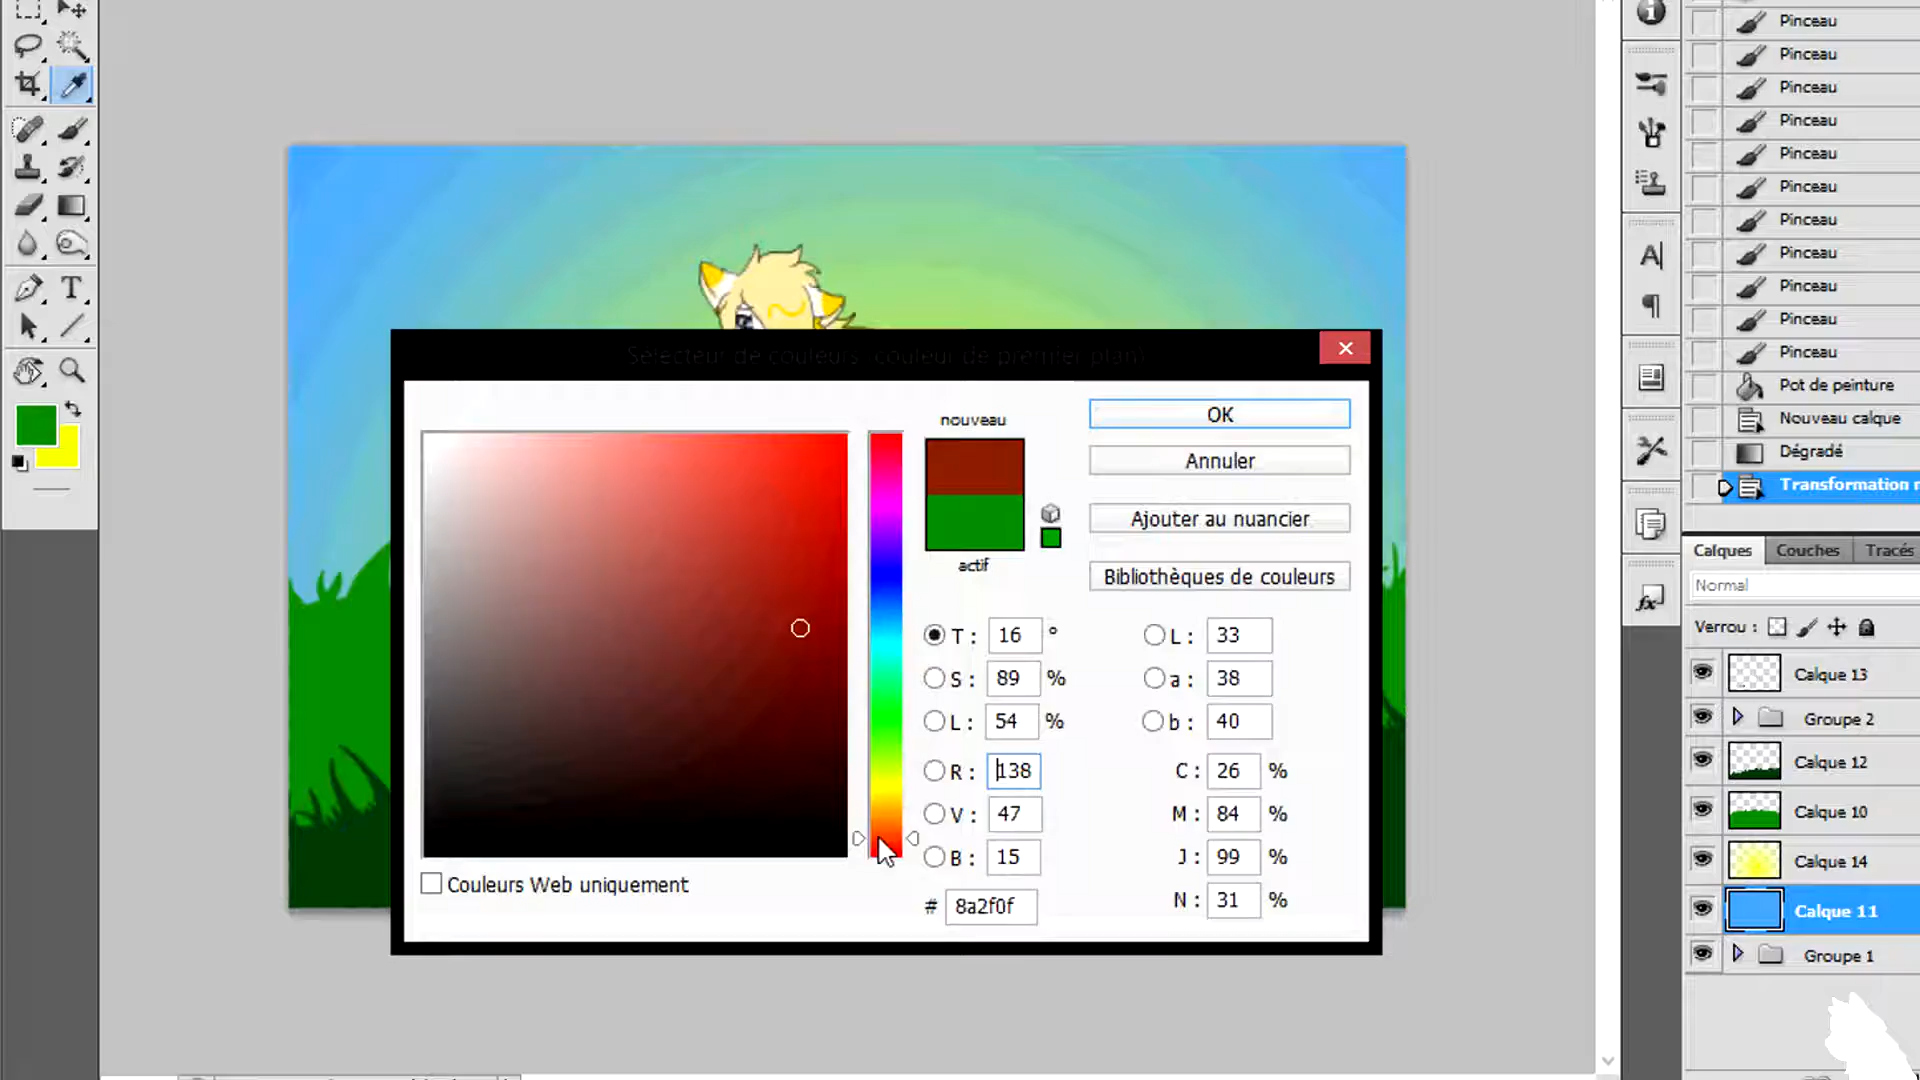 Pinceau
Pinceau
Pinceau
Pinceau
Pinceau
Pinceau
Pinceau
Pinceau
Pinceau
Pinceau
Pinceau
Pot de peinture
Nouveau calque
Dégradé
Transformation
Sélecteur de couleurs (couleur de premier plan)
nouveau
actif
OK
Annuler
Ajouter au nuancier
Bibliothèques de couleurs
T : 16 °
S : 89 %
L : 54 %
R : 138
V : 47
B : 15
# 8a2f0f
L : 33
a : 38
b : 40
C : 26 %
M : 84 %
J : 99 %
N : 31 %
Couleurs Web uniquement
Calques Couches Tracés
Normal
Verrou :
Calque 13
Groupe 2
Calque 12
Calque 10
Calque 14
Calque 11
Groupe 1